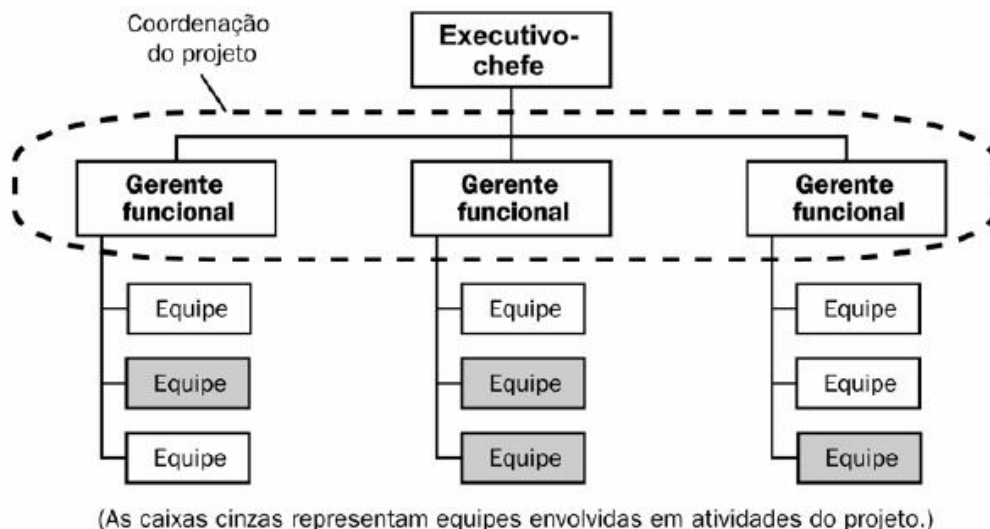 Coordenação
do projeto
Executivo-
chefe
Gerente
funcional
Gerente
funcional
Gerente
funcional
Equipe
Equipe
Equipe
Equipe
Equipe
Equipe
Equipe
Equipe
Equipe
(As caixas cinzas representam equipes envolvidas em atividades do projeto.)